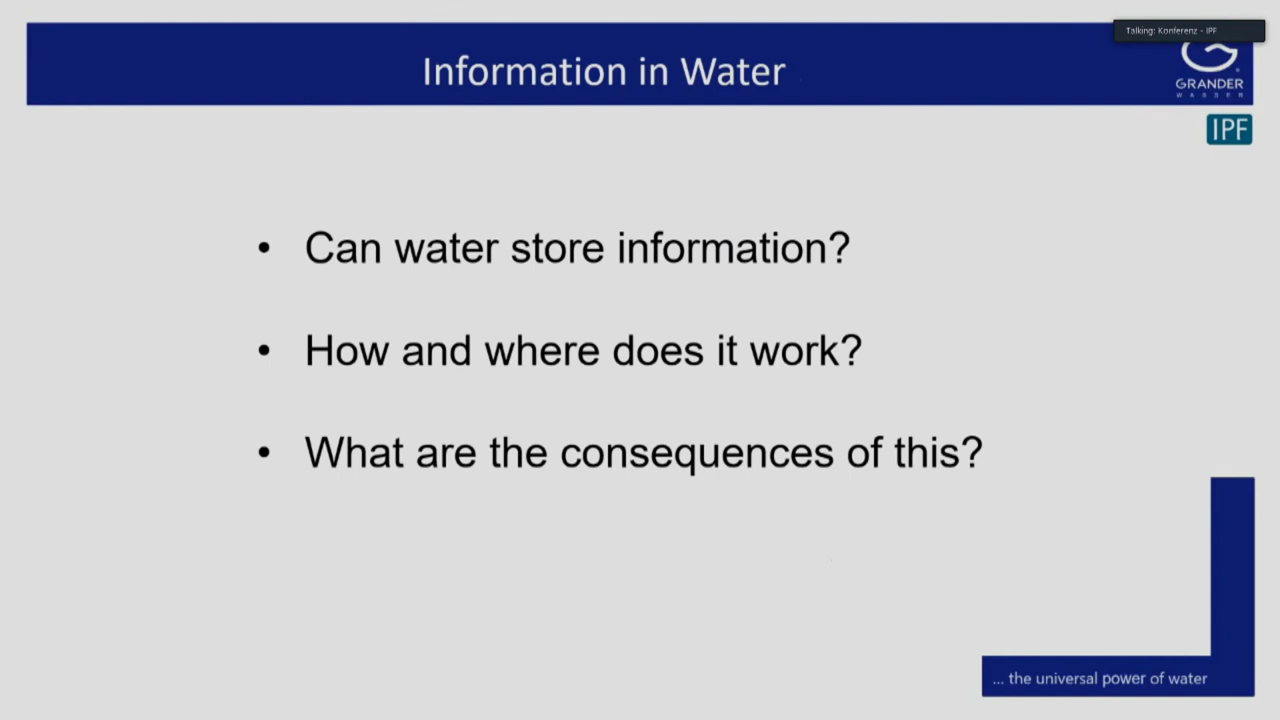 Talking: Konferenz - IPF
Information in Water
GRANDER
WASSER
IPF
• Can water store information?
• How and where does it work?
• What are the consequences of this?
... the universal power of water